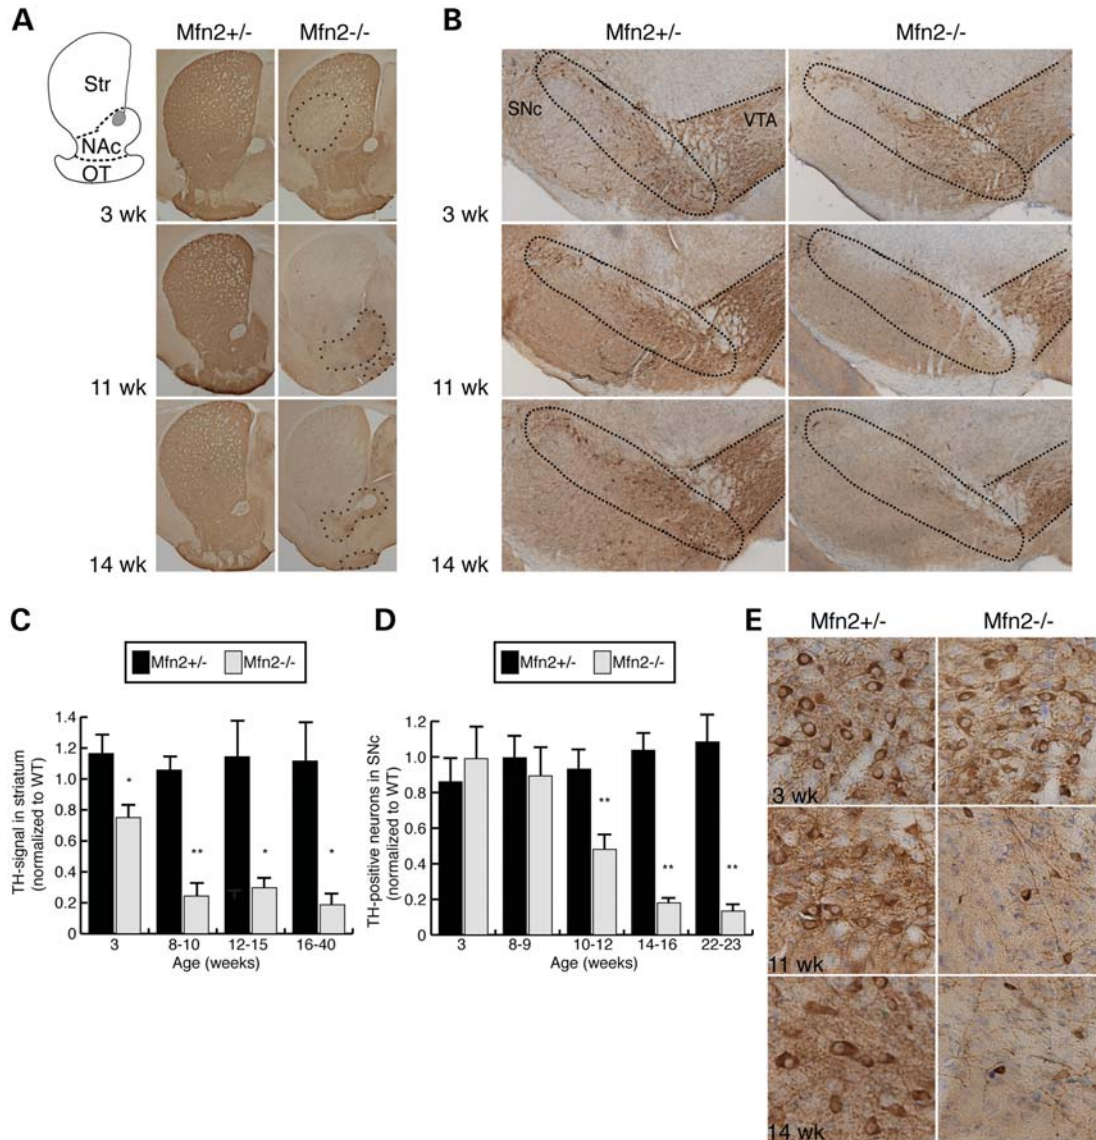 A
Mfn2+/-
Mfn2-/-
Str
NAc
OT
3 wk
11 wk
14 wk
B
Mfn2+/-
Mfn2-/-
SNc
VTA
3 wk
11 wk
14 wk
C
Mfn2+/-
Mfn2-/-
TH-signal in striatum
(normalized to WT)
1.4
1.2
1.0
0.8
0.6
0.4
0.2
0
*
**
*
*
3
8-10
12-15
16-40
Age (weeks)
D
Mfn2+/-
Mfn2-/-
TH-positive neurons in SNc
(normalized to WT)
1.2
1.0
0.8
0.6
0.4
0.2
0
**
**
**
3
8-9
10-12
14-16
22-23
Age (weeks)
E
Mfn2+/-
Mfn2-/-
3 wk
11 wk
14 wk